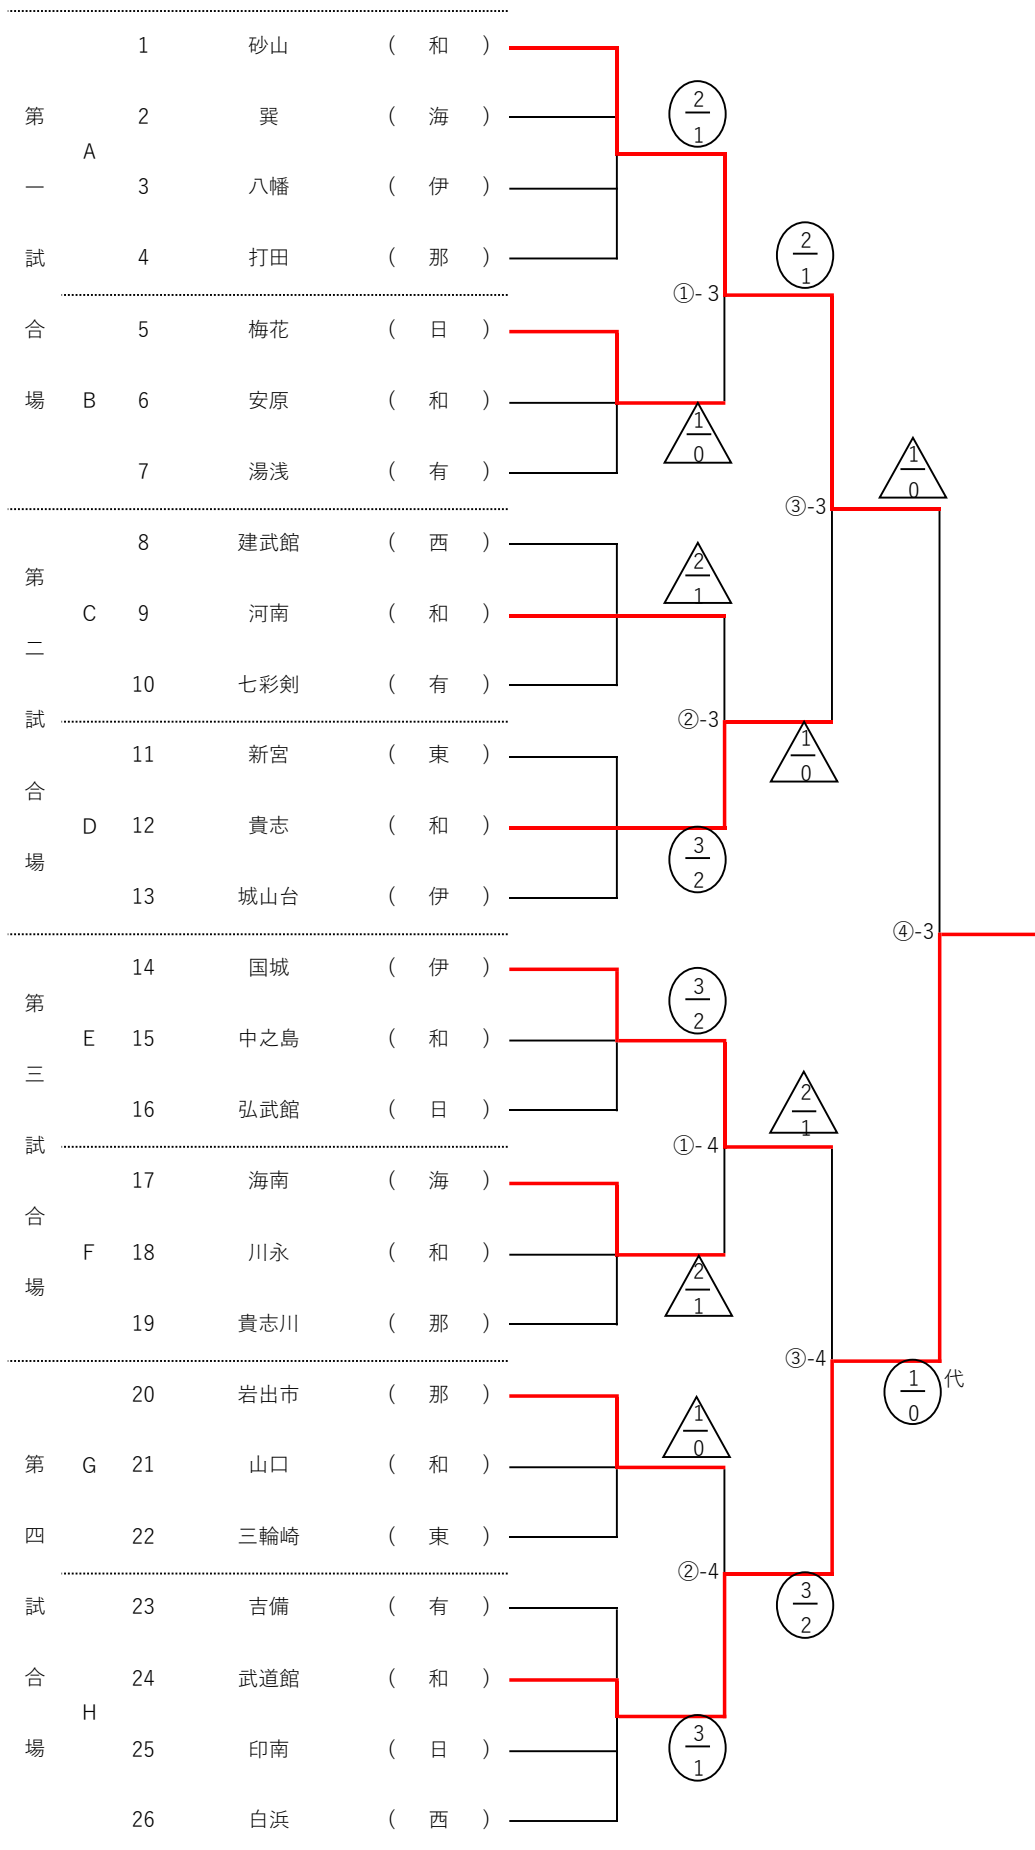 第一試合場
A
1 砂山 ( 和 )
2 巽 ( 海 )
3 八幡 ( 伊 )
4 打田 ( 那 )
B
5 梅花 ( 日 )
6 安原 ( 和 )
7 湯浅 ( 有 )
第二試合場
C
8 建武館 ( 西 )
9 河南 ( 和 )
10 七彩剣 ( 有 )
D
11 新宮 ( 東 )
12 貴志 ( 和 )
13 城山台 ( 伊 )
第三試合場
E
14 国城 ( 伊 )
15 中之島 ( 和 )
16 弘武館 ( 日 )
F
17 海南 ( 海 )
18 川永 ( 和 )
19 貴志川 ( 那 )
第四試合場
G
20 岩出市 ( 那 )
21 山口 ( 和 )
22 三輪崎 ( 東 )
H
23 吉備 ( 有 )
24 武道館 ( 和 )
25 印南 ( 日 )
26 白浜 ( 西 )
2
1
①- 3
1
0
2
1
②-3
3
2
3
2
①- 4
2
1
1
0
②-4
3
1
2
1
③-3
1
0
2
1
③-4
3
2
1
0
④-3
1
0
代